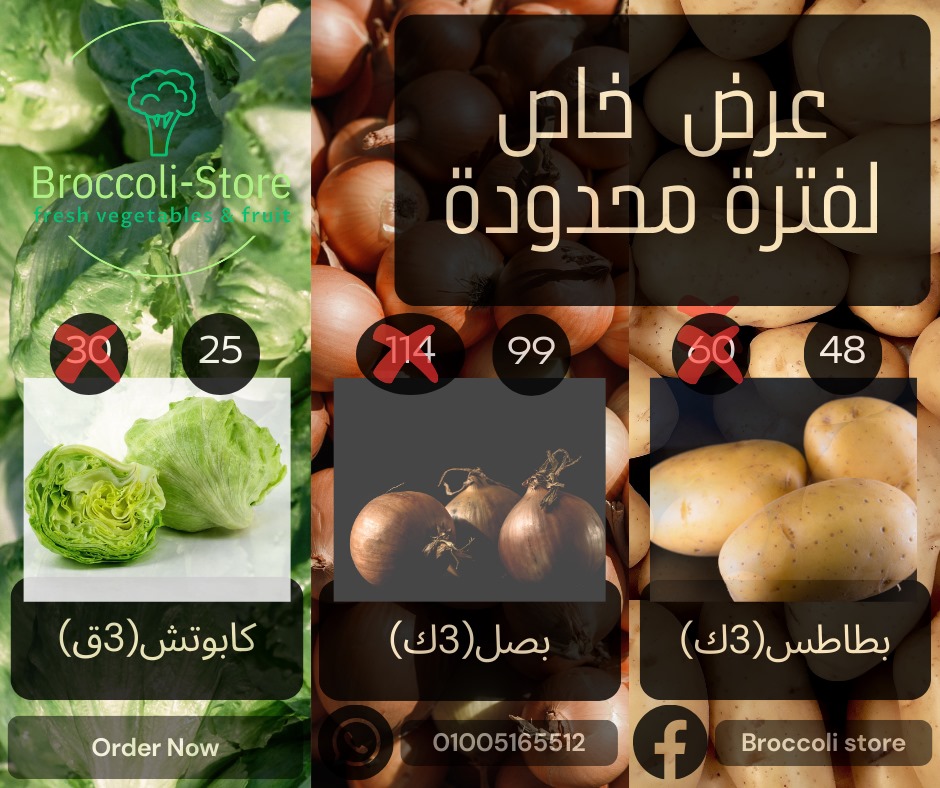 Broccoli-Store
fresh vegetables & fruit
عرض خاص
لفترة محدودة
30
25
114
99
60
48
كابوتش(3ق)
بصل(3ك)
بطاطس(3ك)
Order Now
01005165512
Broccoli store